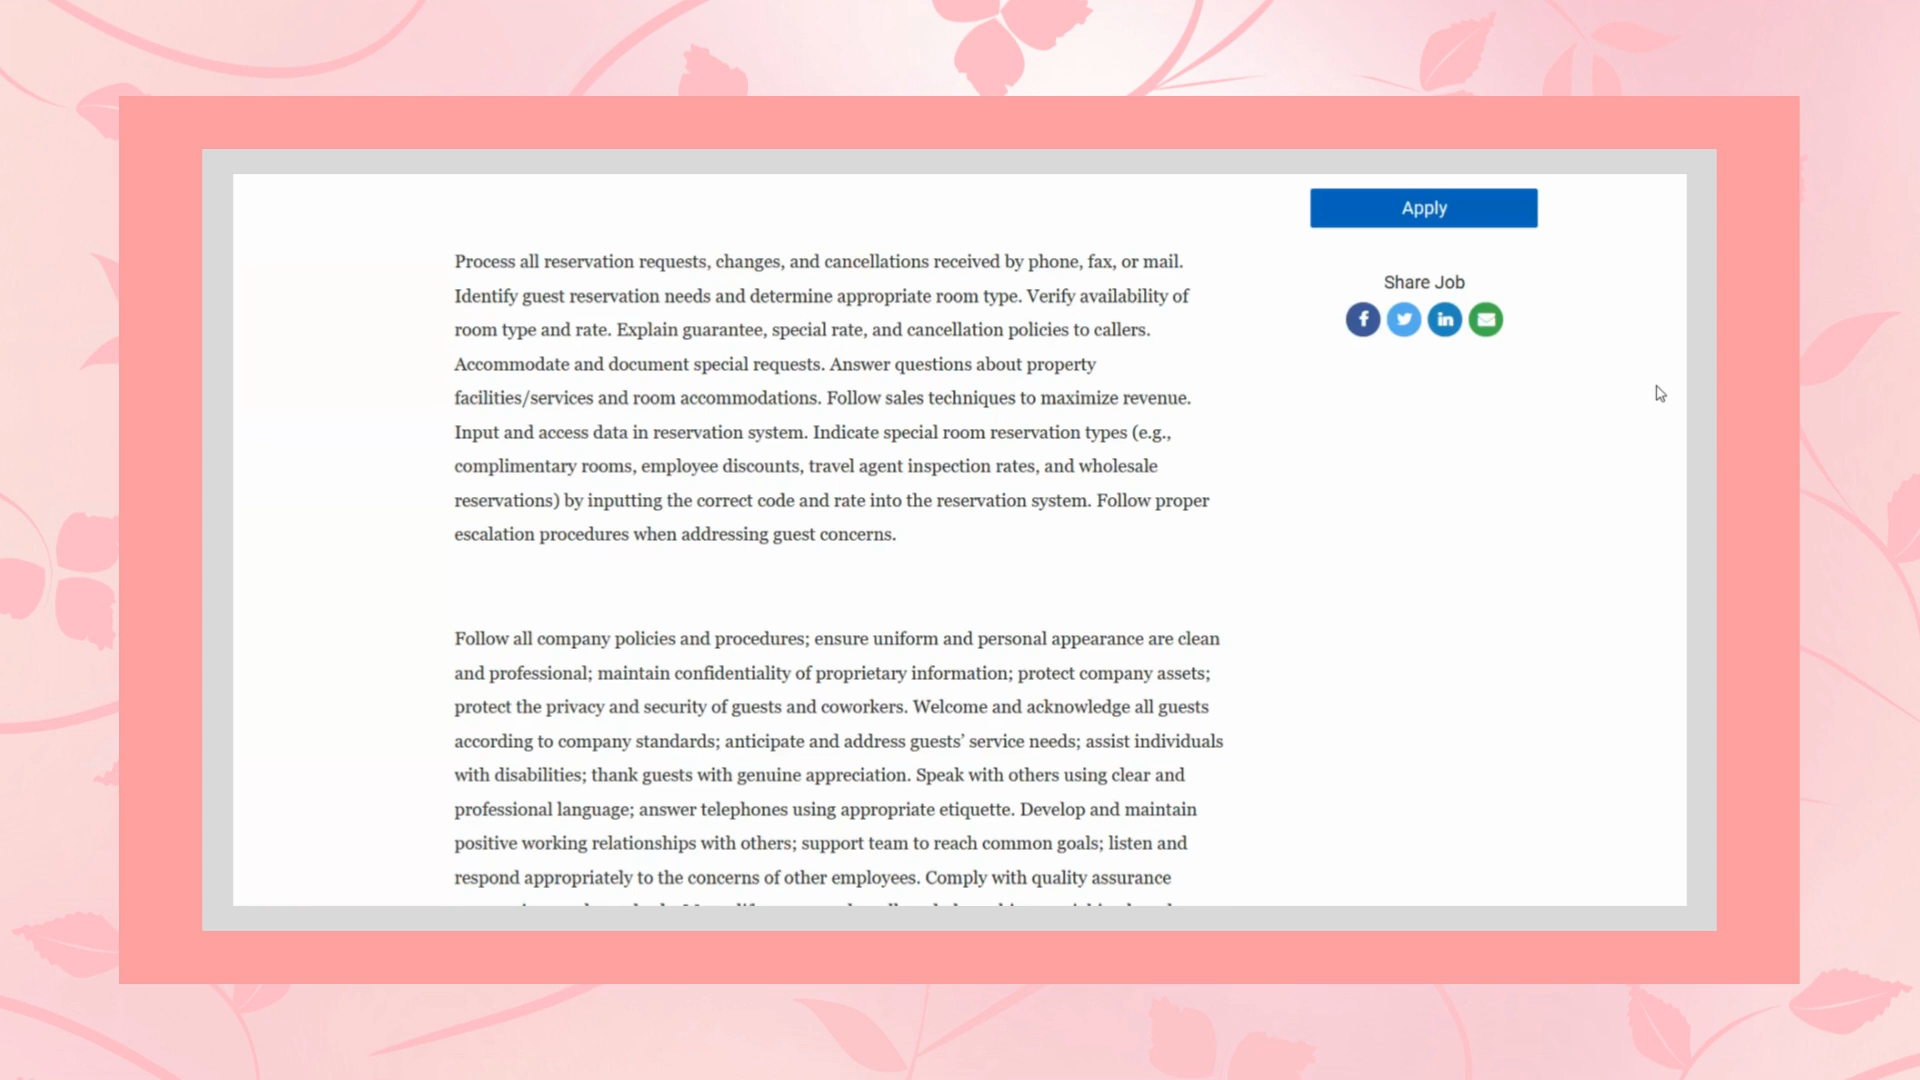 Apply
Process all reservation requests, changes, and cancellations received by phone, fax, or mail.
Share Job
Identify guest reservation needs and determine appropriate room type. Verify availability of
room type and rate. Explain guarantee, special rate, and cancellation policies to callers.
Accommodate and document special requests. Answer questions about property
facilities/services and room accommodations. Follow sales techniques to maximize revenue.
Input and access data in reservation system. Indicate special room reservation types (e.g.,
complimentary rooms, employee discounts, travel agent inspection rates, and wholesale
reservations) by inputting the correct code and rate into the reservation system. Follow proper
escalation procedures when addressing guest concerns.
Follow all company policies and procedures; ensure uniform and personal appearance are clean
and professional; maintain confidentiality of proprietary information; protect company assets;
protect the privacy and security of guests and coworkers. Welcome and acknowledge all guests
according to company standards; anticipate and address guests’ service needs; assist individuals
with disabilities; thank guests with genuine appreciation. Speak with others using clear and
professional language; answer telephones using appropriate etiquette. Develop and maintain
positive working relationships with others; support team to reach common goals; listen and
respond appropriately to the concerns of other employees. Comply with quality assurance